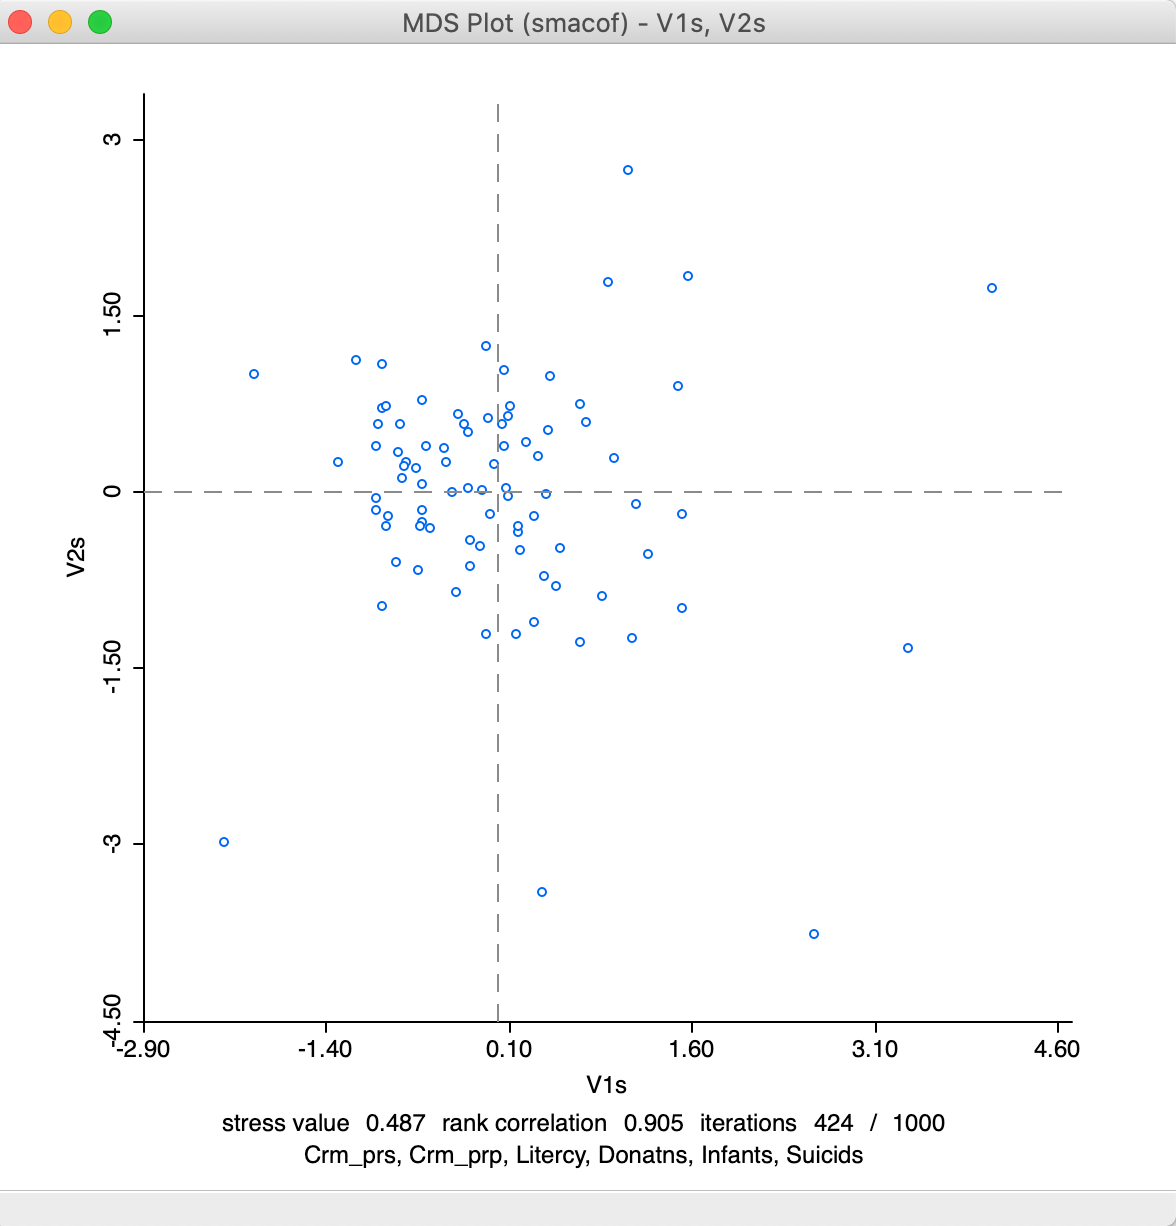 MDS Plot (smacof) - V1s, V2s
3
1.50
0
-1.50
-3
-4.50
V2s
-2.90 -1.40 0.10 1.60 3.10 4.60
V1s
stress value 0.487 rank correlation 0.905 iterations 424 / 1000
Crm_prs, Crm_prp, Litercy, Donatns, Infants, Suicids